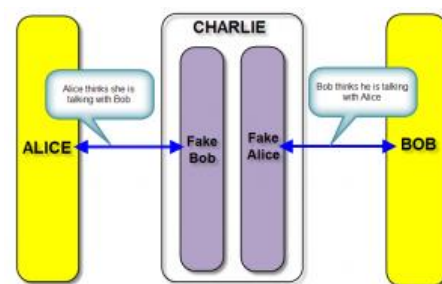 CHARLIE
Alice thinks she is
talking with Bob
Bob thinks he is talking
with Alice
ALICE
Fake
Bob
Fake
Alice
BOB